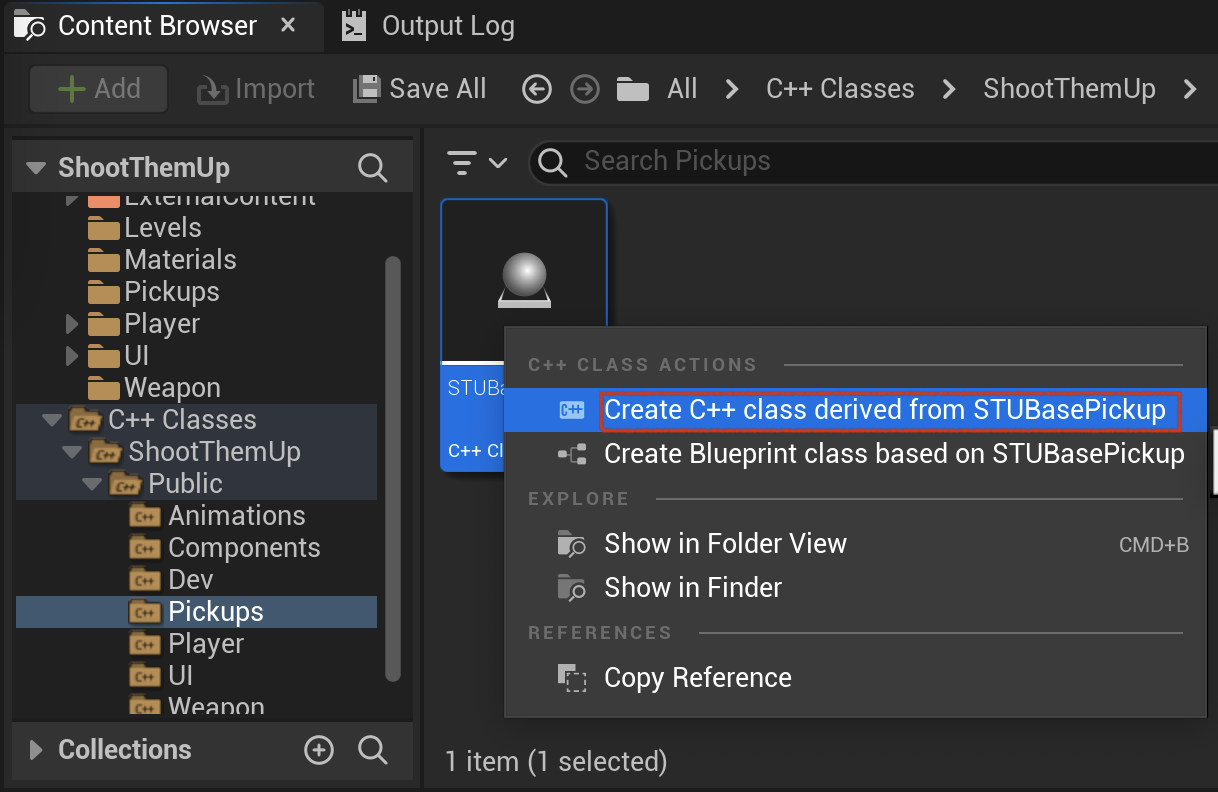 Content Browser
Output Log
Add
Import
Save All
All
C++ Classes
ShootThemUp
ShootThemUp
ExternalContent
Levels
Materials
Pickups
Player
UI
Weapon
C++ Classes
ShootThemUp
Public
Animations
Components
Dev
Pickups
Player
UI
Weapon
Collections
Search Pickups
STUBa
C++ Cl
C++ CLASS ACTIONS
Create C++ class derived from STUBasePickup
Create Blueprint class based on STUBasePickup
EXPLORE
Show in Folder View CMD+B
Show in Finder
REFERENCES
Copy Reference
1 item (1 selected)